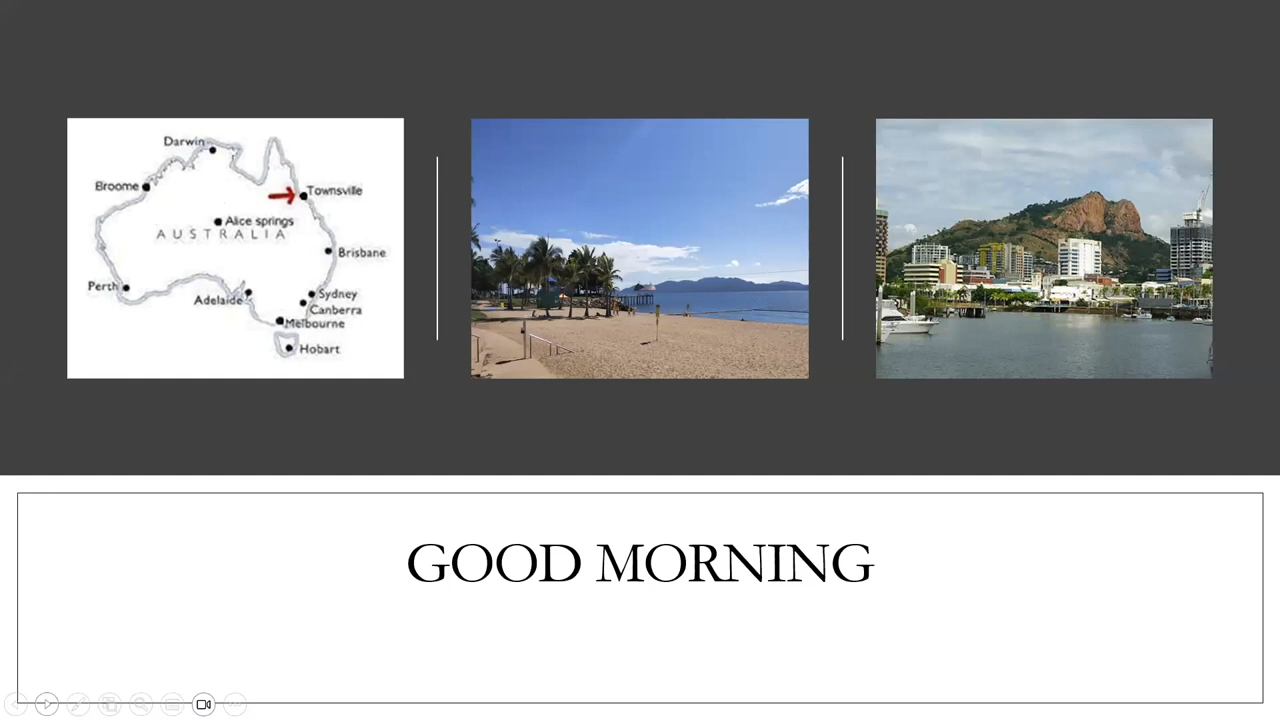 Darwin
Broome
Townsville
Alice springs
AUSTRALIA
Brisbane
Perth
Adelaide
Sydney
Canberra
Melbourne
Hobart
GOOD MORNING